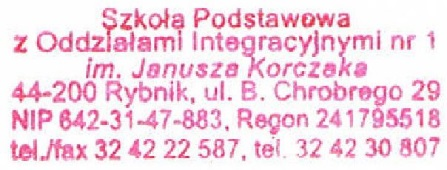 Szkoła Podstawowa
z Oddziałami Integracyjnymi nr 1
im. Janusza Korczaka
44-200 Rybnik, ul. B. Chrobrego 29
NIP 642-31-47-883, Regon 241795518
tel./fax 32 42 22 587, tel. 32 42 30 807